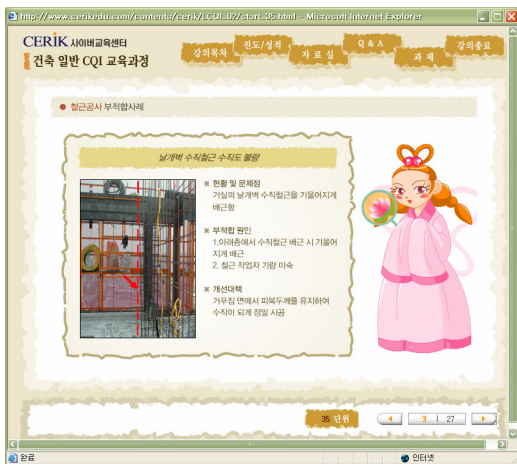 http://www.cerikedu.com/contents/cerik/LCQI_02/start_35.html - Microsoft Internet Explorer
CERIK 사이버교육센터
건축 일반 CQI 교육과정
강의목차
진도/성적
자 료 실
Q & A
과 제
강의종료
철근공사 부적합사례
날개벽 수직철근 수직도 불량
※ 현황 및 문제점
거실의 날개벽 수직철근을 기울어지게
배근함
※ 부적합 원인
1.아래층에서 수직철근 배근 시 기울어
지게 배근
2. 철근 작업자 기량 미숙
※ 개선대책
거푸집 면에서 피복두께를 유지하여
수직이 되게 정밀 시공
35 단원
3 | 27
완료
인터넷